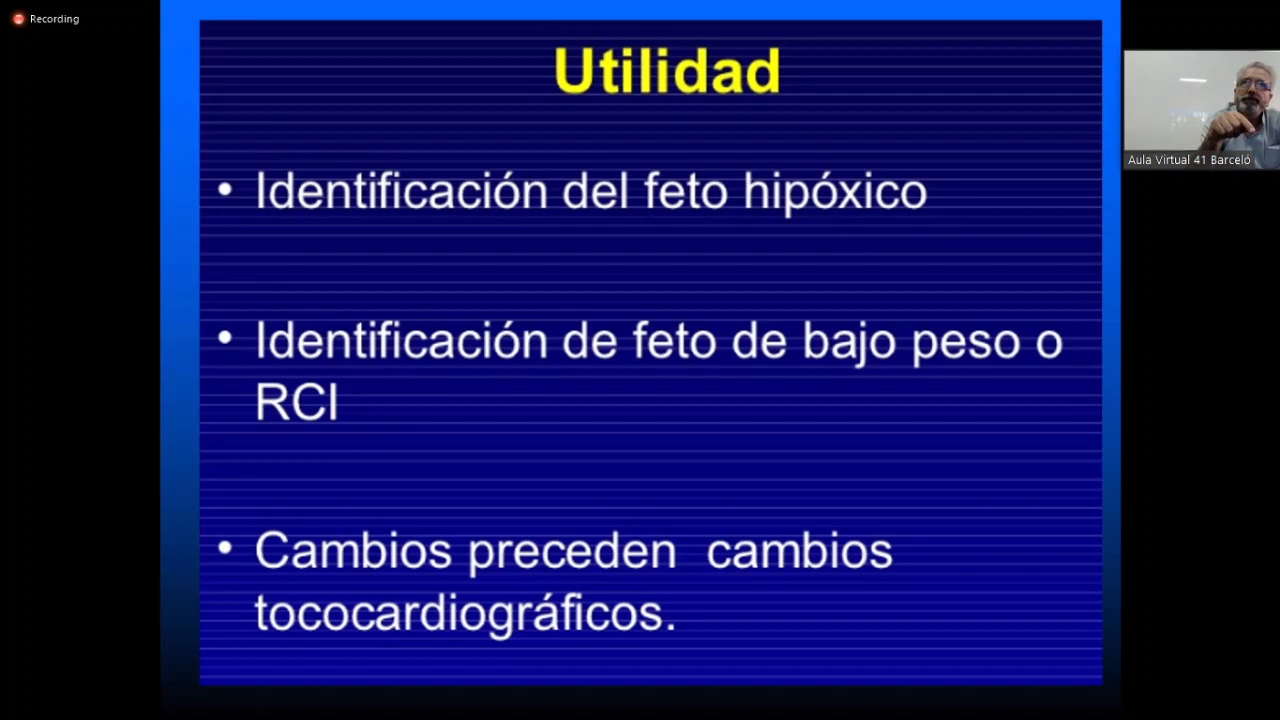 Recording
Utilidad
• Identificación del feto hipóxico
• Identificación de feto de bajo peso o
RCI
• Cambios preceden cambios
tococardiográficos.
Aula Virtual 41 Barceló